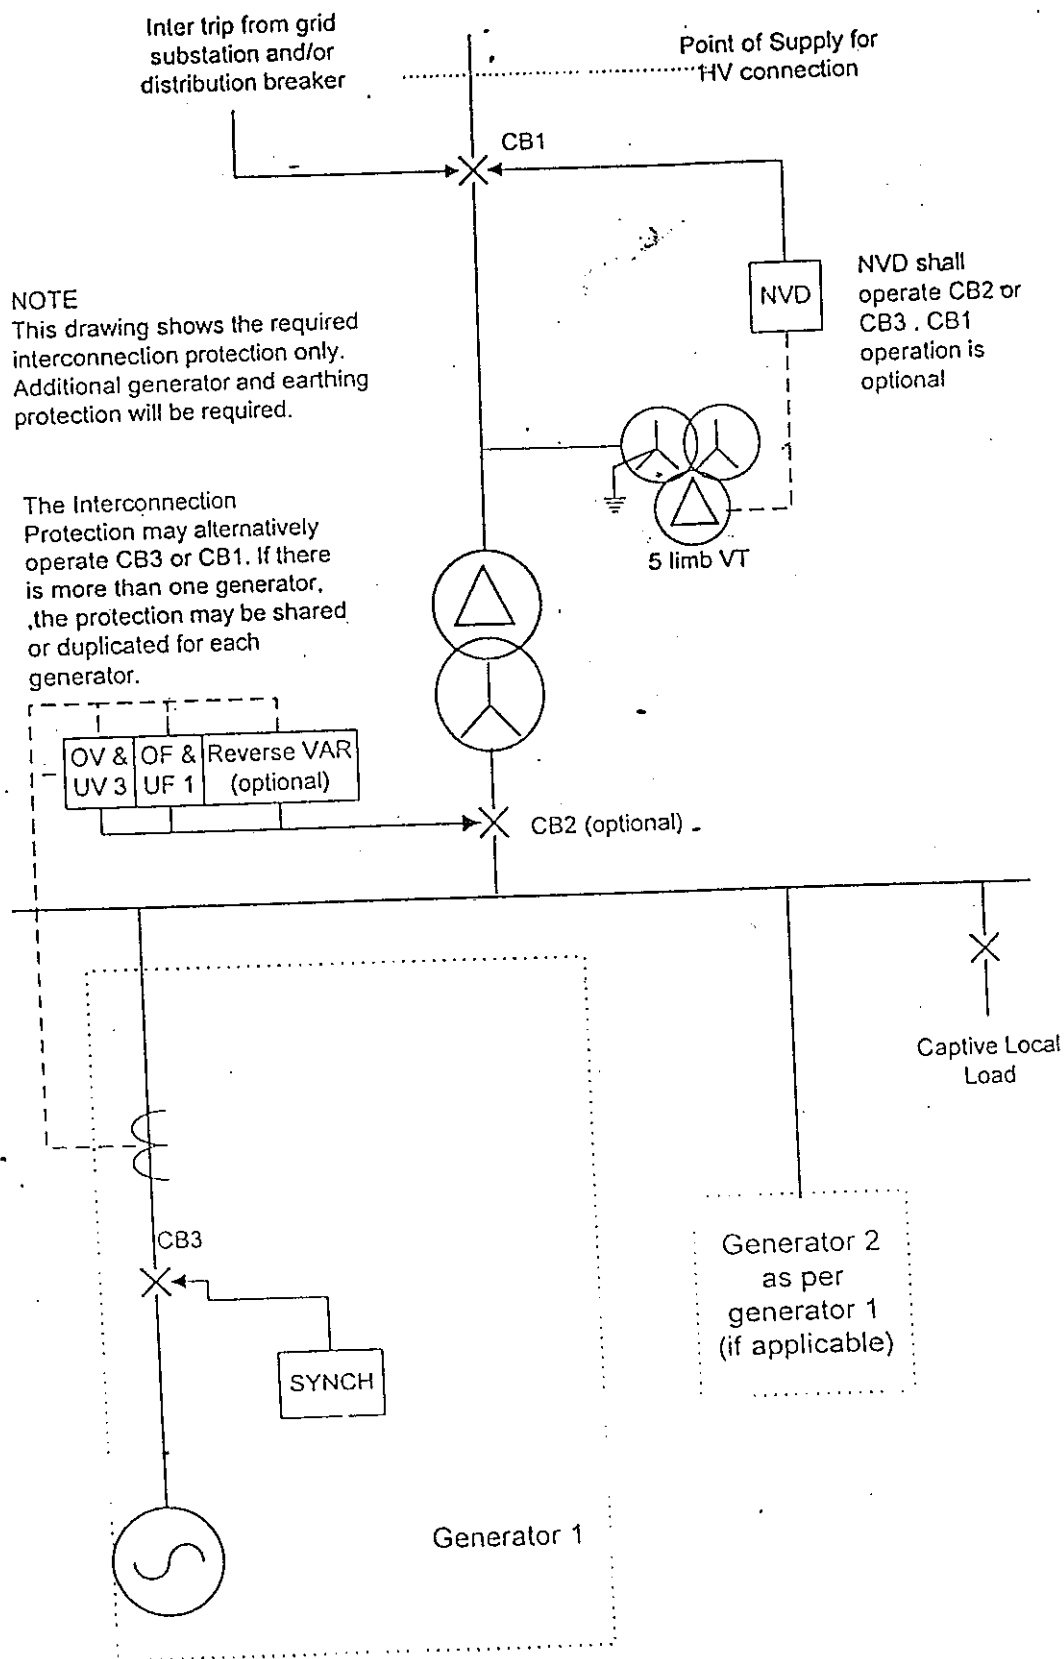 Inter trip from grid
substation and/or
distribution breaker
Point of Supply for
HV connection
CB1
NVD
NVD shall
operate CB2 or
CB3 . CB1
operation is
optional
NOTE
This drawing shows the required
interconnection protection only.
Additional generator and earthing
protection will be required.
5 limb VT
The Interconnection
Protection may alternatively
operate CB3 or CB1. If there
is more than one generator,
the protection may be shared
or duplicated for each
generator.
OV &
UV 3
OF &
UF 1
Reverse VAR
(optional)
CB2 (optional)
Captive Local
Load
CB3
SYNCH
Generator 2
as per
generator 1
(if applicable)
Generator 1